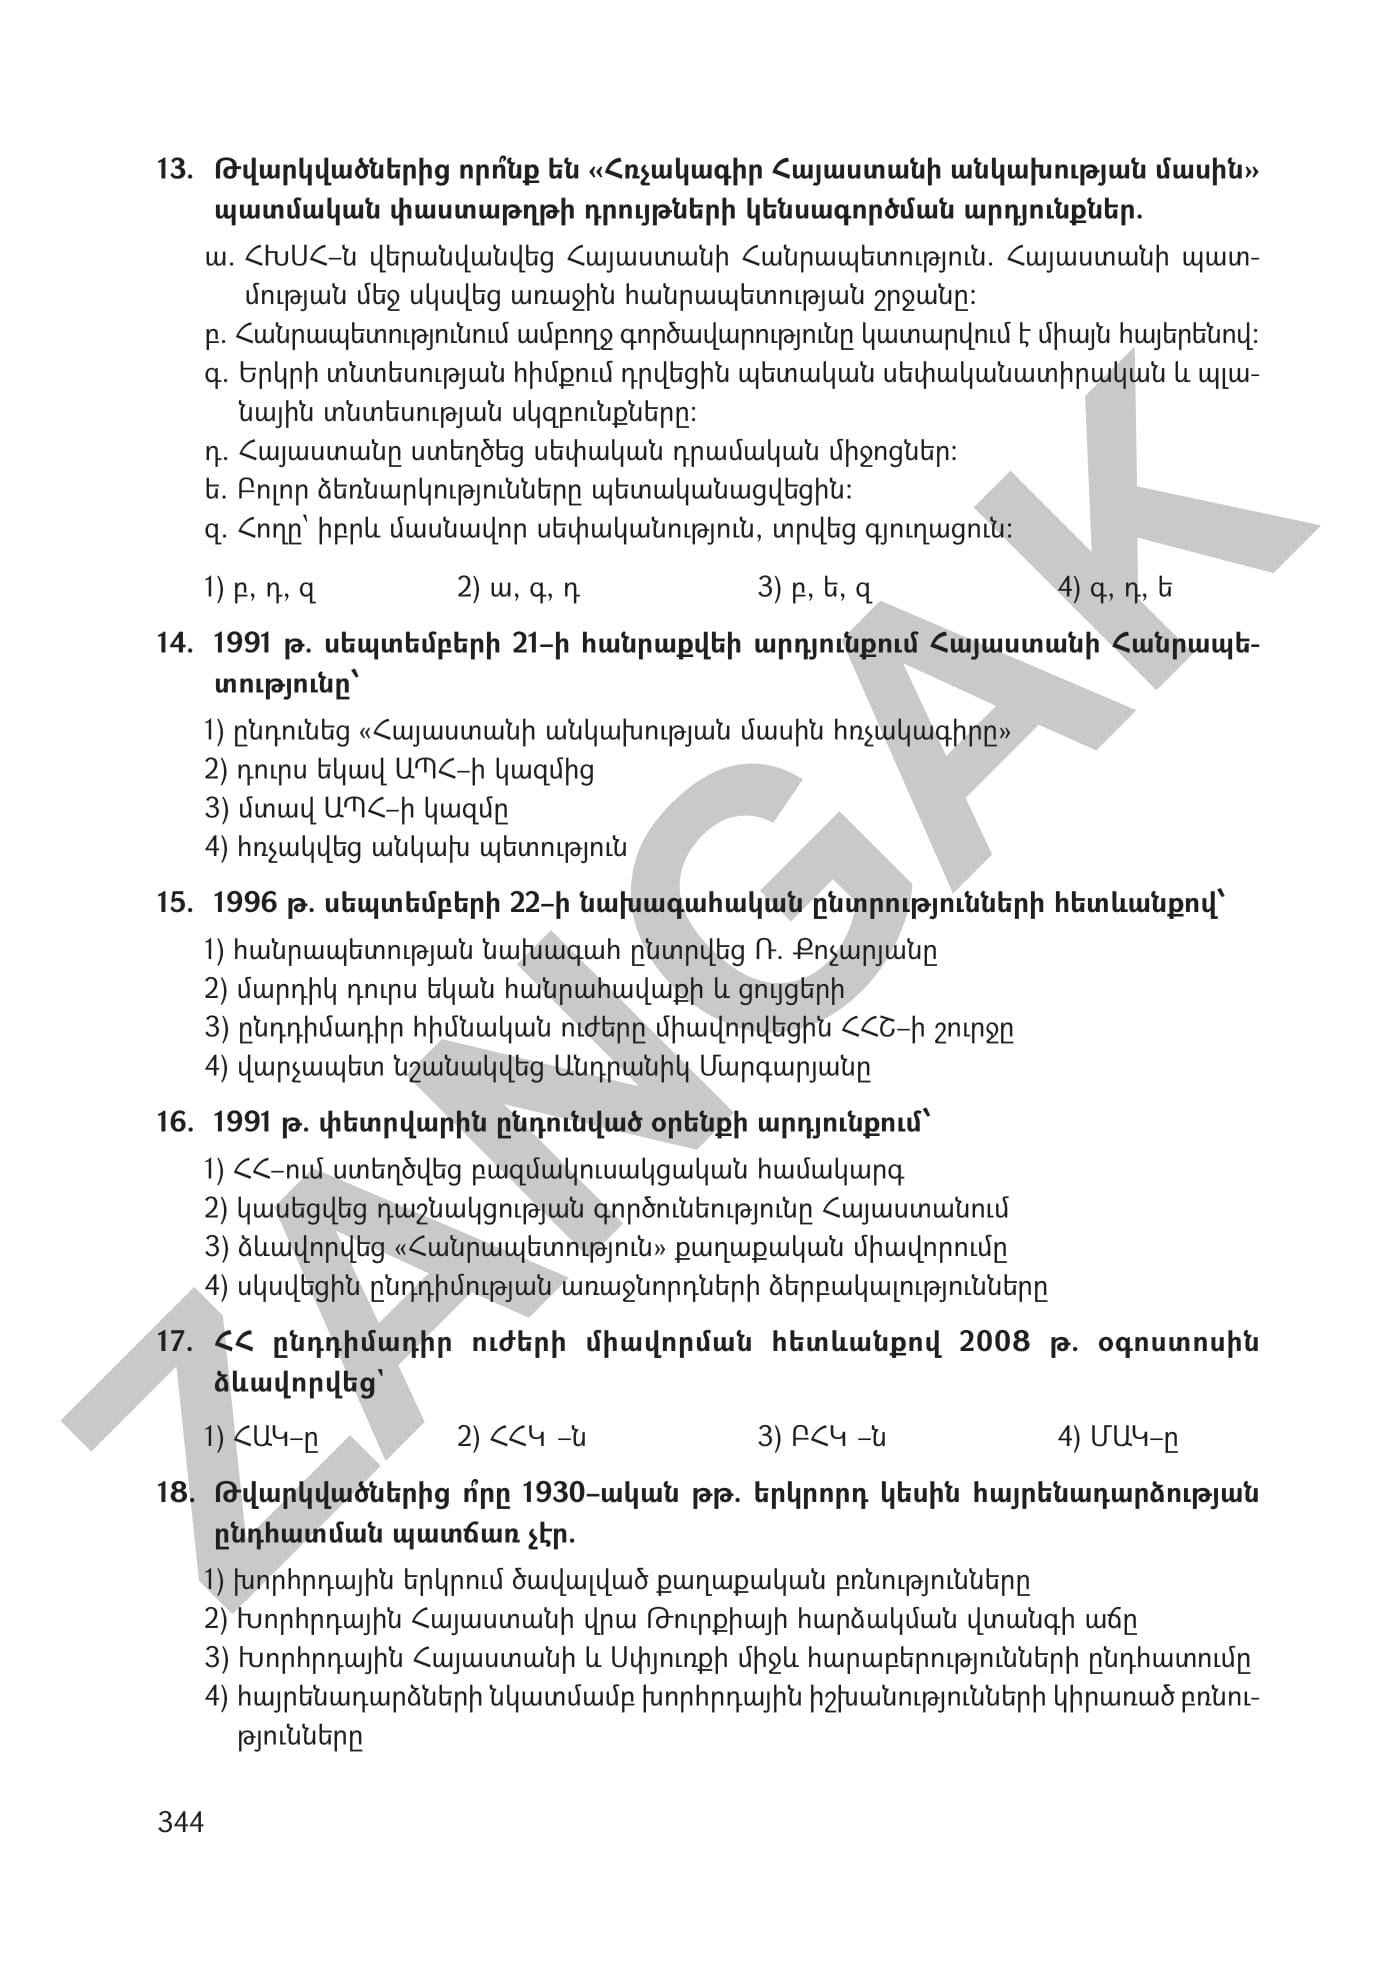 13. Թվարկվածներից որո՞նք են «Հռչակագիր Հայաստանի անկախության մասին»
պատմական փաստաթղթի դրույթների կենսագործման արդյունքներ.
ա. ՀԽՍՀ–ն վերանվանվեց Հայաստանի Հանրապետություն. Հայաստանի պատ-
մության մեջ սկսվեց առաջին հանրապետության շրջանը:
բ. Հանրապետությունում ամբողջ գործավարությունը կատարվում է միայն հայերենով:
գ. Երկրի տնտեսության հիմքում դրվեցին պետական սեփականատիրական և պլա-
նային տնտեսության սկզբունքները:
դ. Հայաստանը ստեղծեց սեփական դրամական միջոցներ:
ե. Բոլոր ձեռնարկությունները պետականացվեցին:
զ. Հողը՝ իբրև մասնավոր սեփականություն, տրվեց գյուղացուն:
1) բ, դ, զ 2) ա, գ, դ 3) բ, ե, զ 4) գ, դ, ե
14. 1991 թ. սեպտեմբերի 21–ի հանրաքվեի արդյունքում Հայաստանի Հանրապե-
տությունը՝
1) ընդունեց «Հայաստանի անկախության մասին հռչակագիրը»
2) դուրս եկավ ԱՊՀ–ի կազմից
3) մտավ ԱՊՀ–ի կազմը
4) հռչակվեց անկախ պետություն
15. 1996 թ. սեպտեմբերի 22–ի նախագահական ընտրությունների հետևանքով՝
1) հանրապետության նախագահ ընտրվեց Ռ. Քոչարյանը
2) մարդիկ դուրս եկան հանրահավաքի և ցույցերի
3) ընդդիմադիր հիմնական ուժերը միավորվեցին ՀՀՇ–ի շուրջը
4) վարչապետ նշանակվեց Անդրանիկ Մարգարյանը
16. 1991 թ. փետրվարին ընդունված օրենքի արդյունքում՝
1) ՀՀ–ում ստեղծվեց բազմակուսակցական համակարգ
2) կասեցվեց դաշնակցության գործունեությունը Հայաստանում
3) ձևավորվեց «Հանրապետություն» քաղաքական միավորումը
4) սկսվեցին ընդդիմության առաջնորդների ձերբակալությունները
17. ՀՀ ընդդիմադիր ուժերի միավորման հետևանքով 2008 թ. օգոստոսին
ձևավորվեց՝
1) ՀԱԿ–ը 2) ՀՀԿ –ն 3) ԲՀԿ –ն 4) ՄԱԿ–ը
18. Թվարկվածներից ո՞րը 1930–ական թթ. երկրորդ կեսին հայրենադարձության
ընդհատման պատճառ չէր.
1) խորհրդային երկրում ծավալված քաղաքական բռնությունները
2) Խորհրդային Հայաստանի վրա Թուրքիայի հարձակման վտանգի աճը
3) Խորհրդային Հայաստանի և Սփյուռքի միջև հարաբերությունների ընդհատումը
4) հայրենադարձների նկատմամբ խորհրդային իշխանությունների կիրառած բռնու-
թյունները
344
ZANGAK